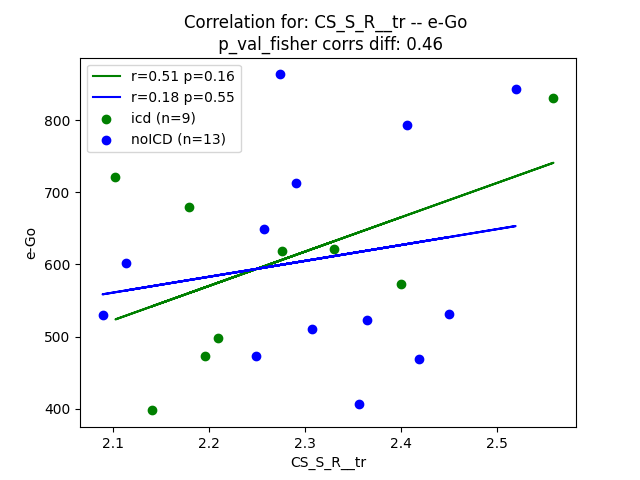 Correlation for: CS_S_R__tr -- e-Go
p_val_fisher corrs diff: 0.46
r=0.51 p=0.16
r=0.18 p=0.55
icd (n=9)
noICD (n=13)
e-Go
800
700
600
500
400
2.1 2.2 2.3 2.4 2.5
CS_S_R__tr